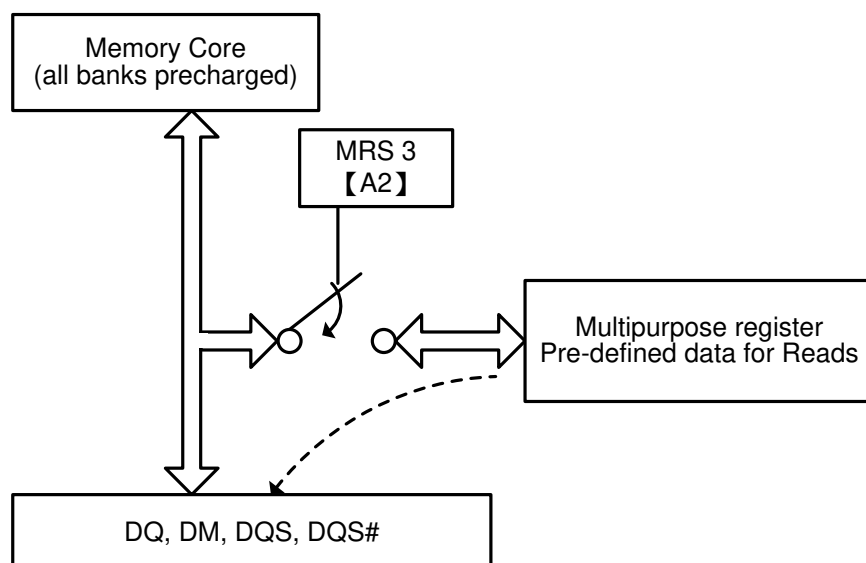 Memory Core
(all banks precharged)
MRS 3
【A2】
Multipurpose register
Pre-defined data for Reads
DQ, DM, DQS, DQS#